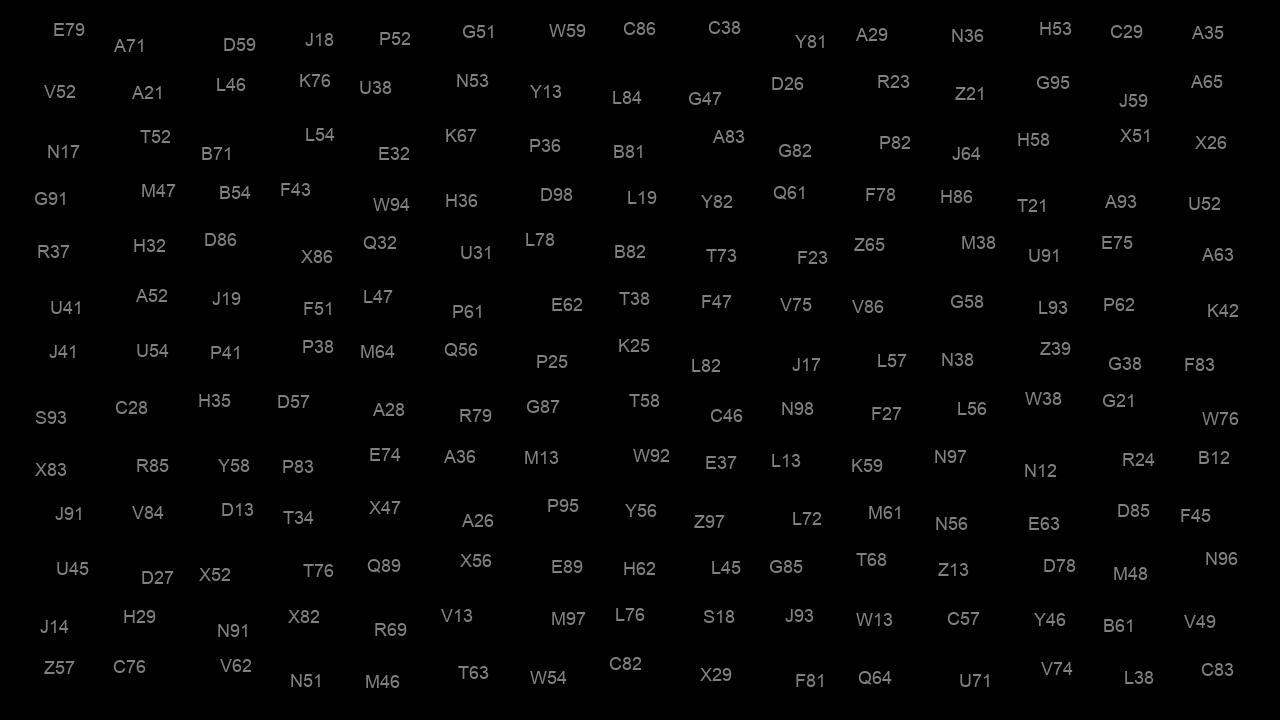 E79 A71 D59 J18 P52 G51 W59 C86 C38 Y81 A29 N36 H53 C29 A35
V52 A21 L46 K76 U38 N53 Y13 L84 G47 D26 R23 Z21 G95 J59 A65
N17 T52 B71 L54 E32 K67 P36 B81 A83 G82 P82 J64 H58 X51 X26
G91 M47 B54 F43 W94 H36 D98 L19 Y82 Q61 F78 H86 T21 A93 U52
R37 H32 D86 X86 Q32 U31 L78 B82 T73 F23 Z65 M38 U91 E75 A63
U41 A52 J19 F51 L47 P61 E62 T38 F47 V75 V86 G58 L93 P62 K42
J41 U54 P41 P38 M64 Q56 P25 K25 L82 J17 L57 N38 Z39 G38 F83
S93 C28 H35 D57 A28 R79 G87 T58 C46 N98 F27 L56 W38 G21 W76
X83 R85 Y58 P83 E74 A36 M13 W92 E37 L13 K59 N97 N12 R24 B12
J91 V84 D13 T34 X47 A26 P95 Y56 Z97 L72 M61 N56 E63 D85 F45
U45 D27 X52 T76 Q89 X56 E89 H62 L45 G85 T68 Z13 D78 M48 N96
J14 H29 N91 X82 R69 V13 M97 L76 S18 J93 W13 C57 Y46 B61 V49
Z57 C76 V62 N51 M46 T63 W54 C82 X29 F81 Q64 U71 V74 L38 C83